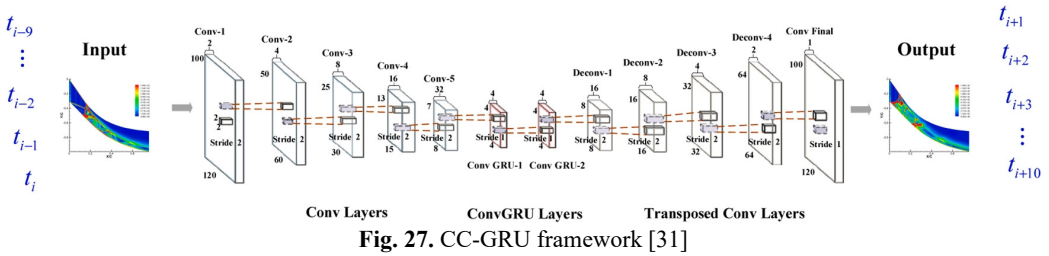 t_{i-9}
⋮
t_{i-2}
t_{i-1}
t_i
Input
Conv-1
2
100
2
2
Stride 2
120
Conv-2
4
50
Stride 2
60
Conv-3
8
25
Stride 2
30
Conv-4
16
13
Stride 2
15
Conv-5
32
7
Stride 2
8
4
4
4
Stride 1
4
Conv GRU-1
4
4
4
Stride 1
4
Conv GRU-2
Deconv-1
16
8
Stride 2
8
Deconv-2
8
16
Stride 2
16
Deconv-3
4
32
Stride 2
32
Deconv-4
2
64
Stride 2
64
Conv Final
1
100
Stride 1
120
Output
t_{i+1}
t_{i+2}
t_{i+3}
⋮
t_{i+10}
Conv Layers
ConvGRU Layers
Transposed Conv Layers
Fig. 27. CC-GRU framework [31]